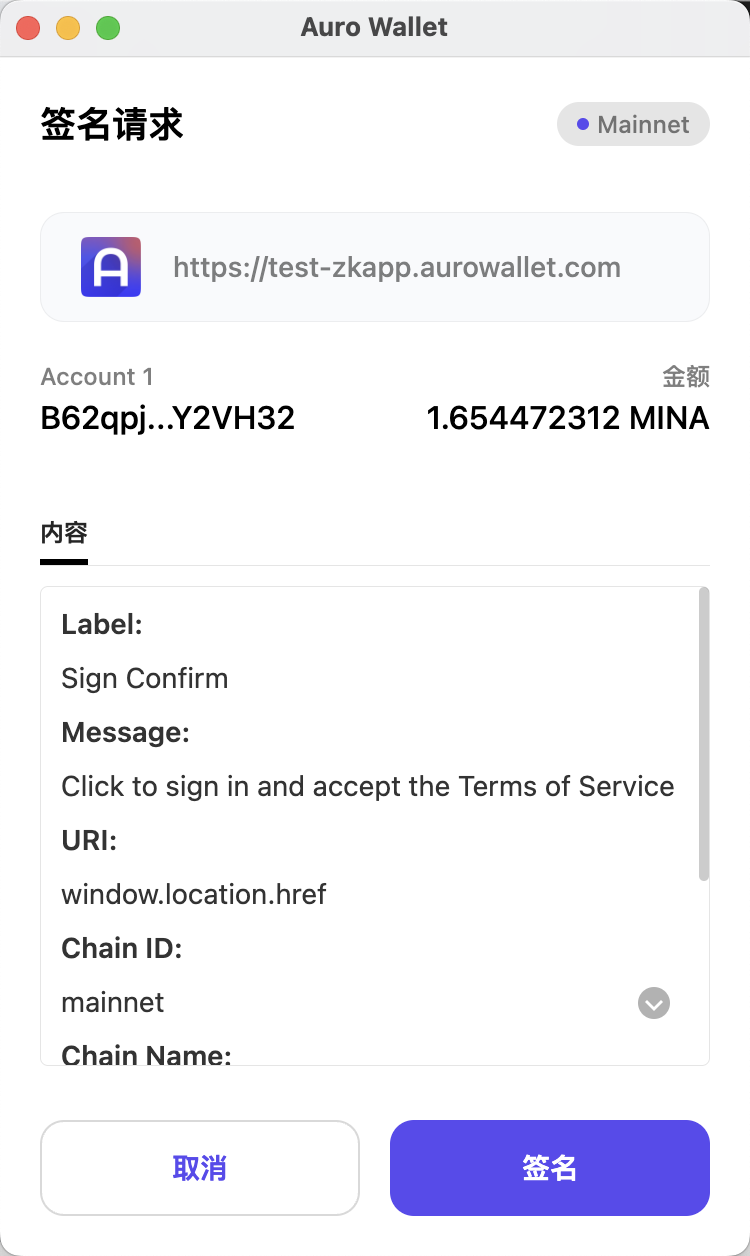 Auro Wallet
签名请求
Mainnet
A
https://test-zkapp.aurowallet.com
Account 1
金额
B62qpj...Y2VH32
1.654472312 MINA
内容
Label:
Sign Confirm
Message:
Click to sign in and accept the Terms of Service
URI:
window.location.href
Chain ID:
mainnet
Chain Name:
取消
签名